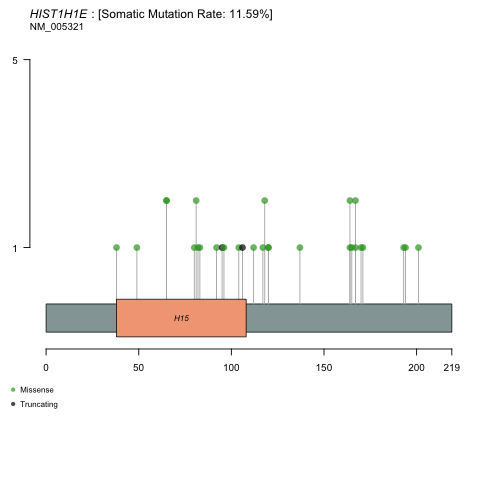 HIST1H1E : [Somatic Mutation Rate: 11.59%]
NM_005321
5
1
H15
0 50 100 150 200 219
Missense
Truncating